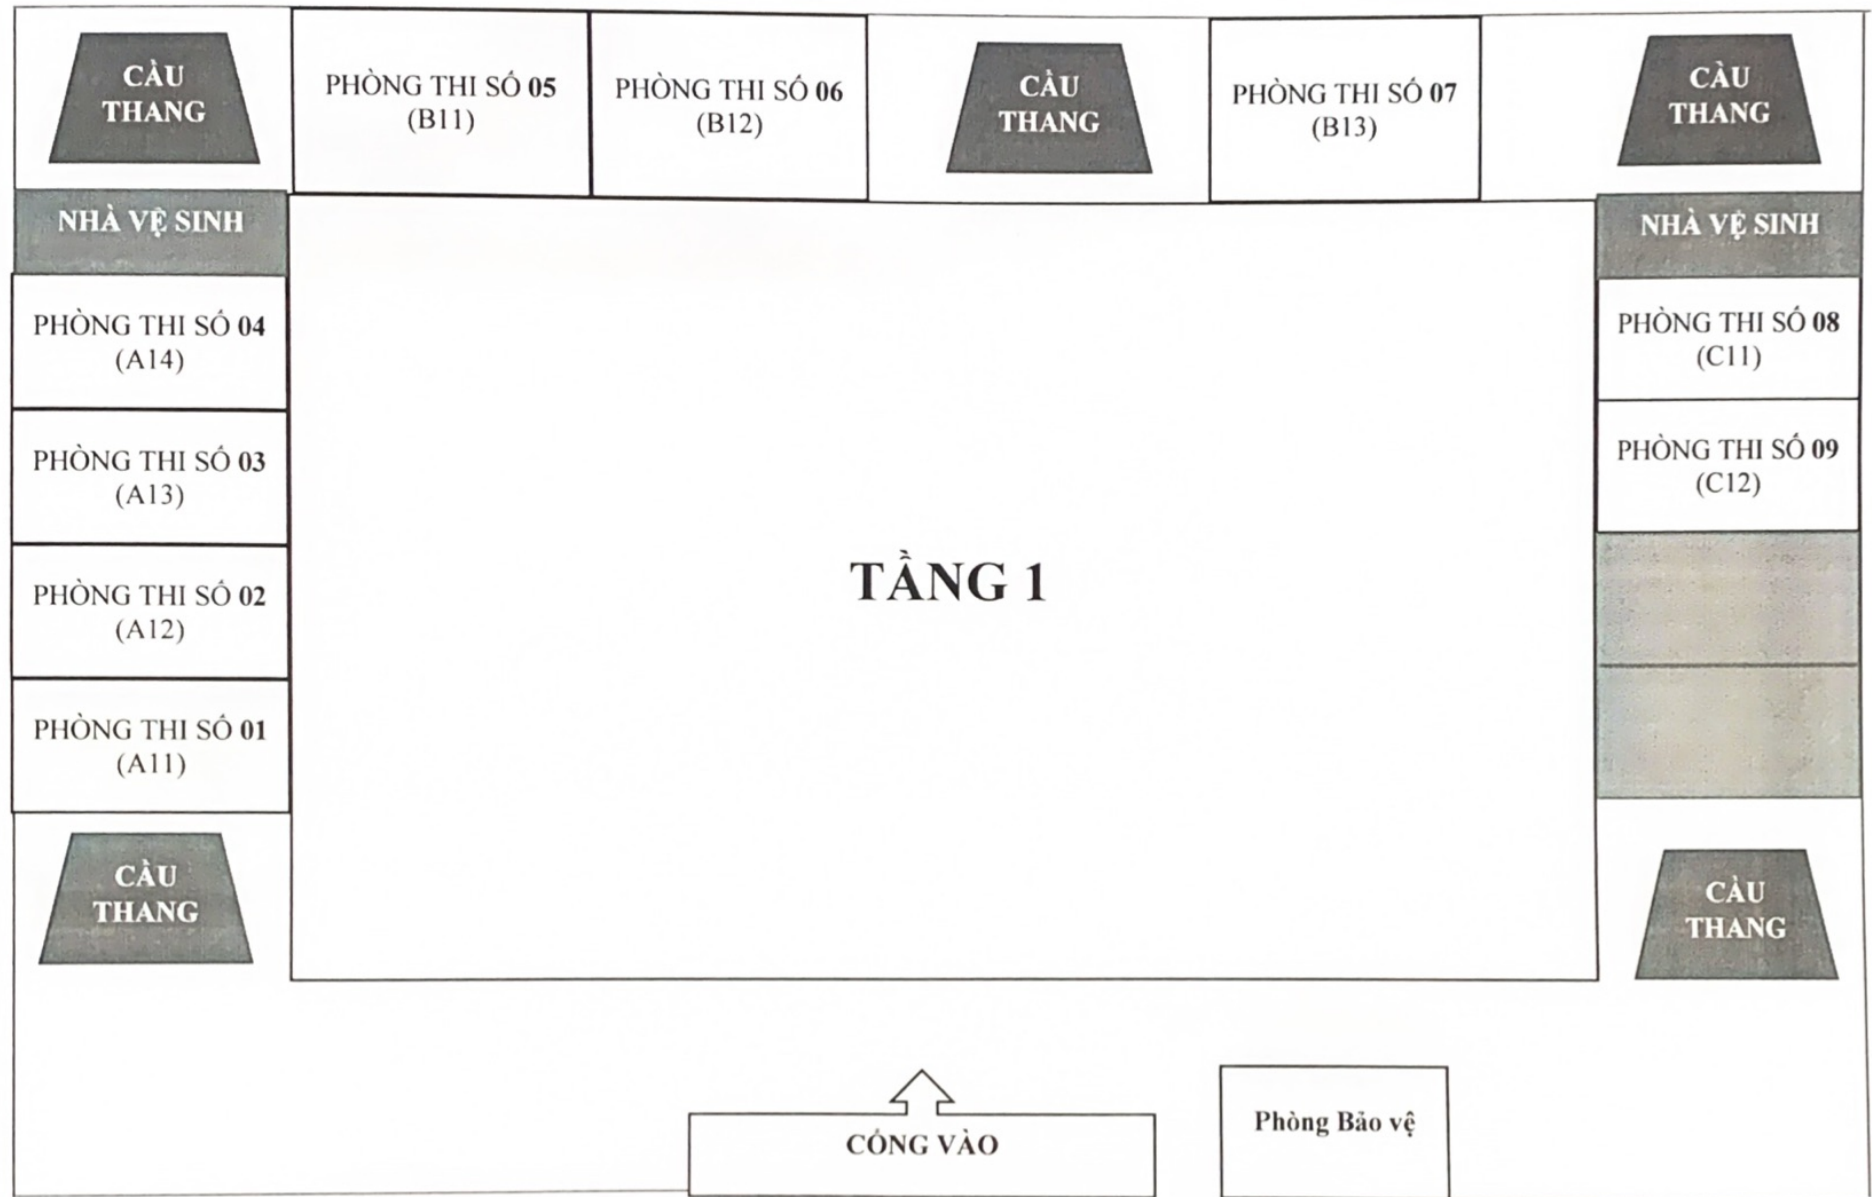 CẦU
THANG
PHÒNG THI SỐ 05
(B11)
PHÒNG THI SỐ 06
(B12)
CẦU
THANG
PHÒNG THI SỐ 07
(B13)
CẦU
THANG
NHÀ VỆ SINH
NHÀ VỆ SINH
PHÒNG THI SỐ 04
(A14)
PHÒNG THI SỐ 08
(C11)
PHÒNG THI SỐ 03
(A13)
PHÒNG THI SỐ 09
(C12)
TẦNG 1
PHÒNG THI SỐ 02
(A12)
PHÒNG THI SỐ 01
(A11)
CẦU
THANG
CẦU
THANG
CỔNG VÀO
Phòng Bảo vệ